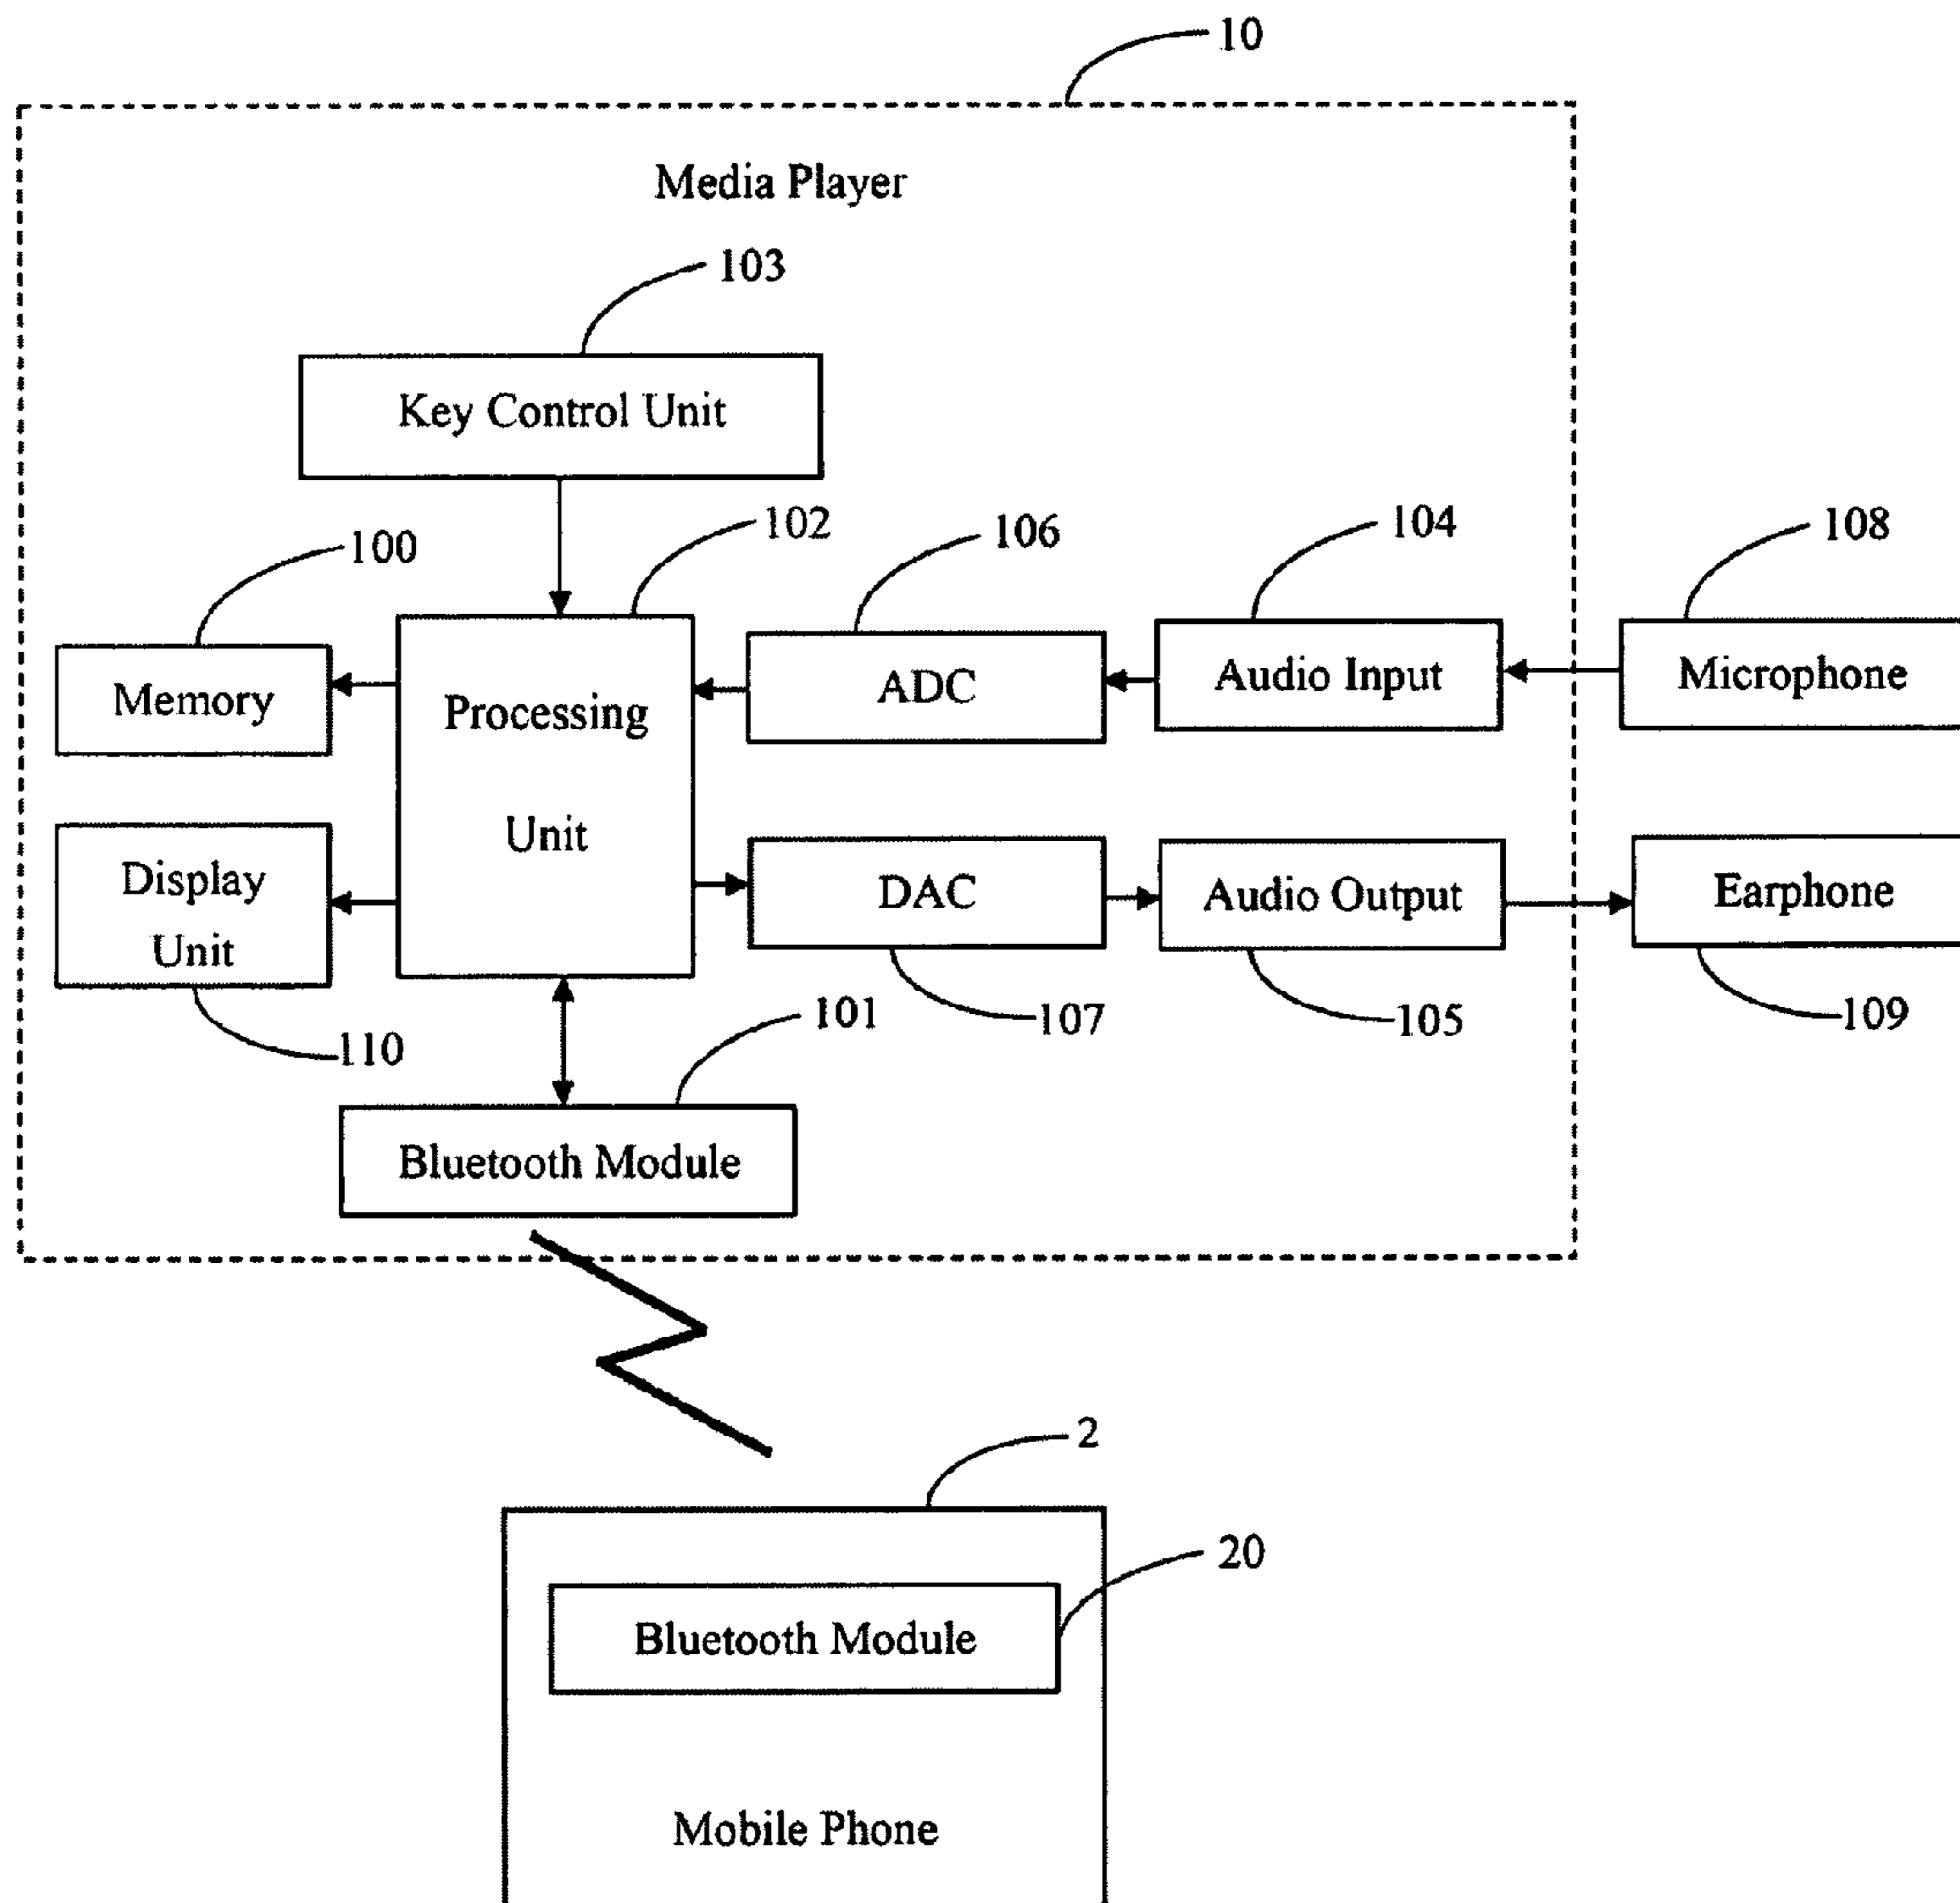 10
Media Player
103
Key Control Unit
100
102
106
104
108
Memory
Processing
Unit
ADC
Audio Input
Microphone
Display
Unit
DAC
Audio Output
Earphone
110
101
107
105
109
Bluetooth Module
2
20
Bluetooth Module
Mobile Phone